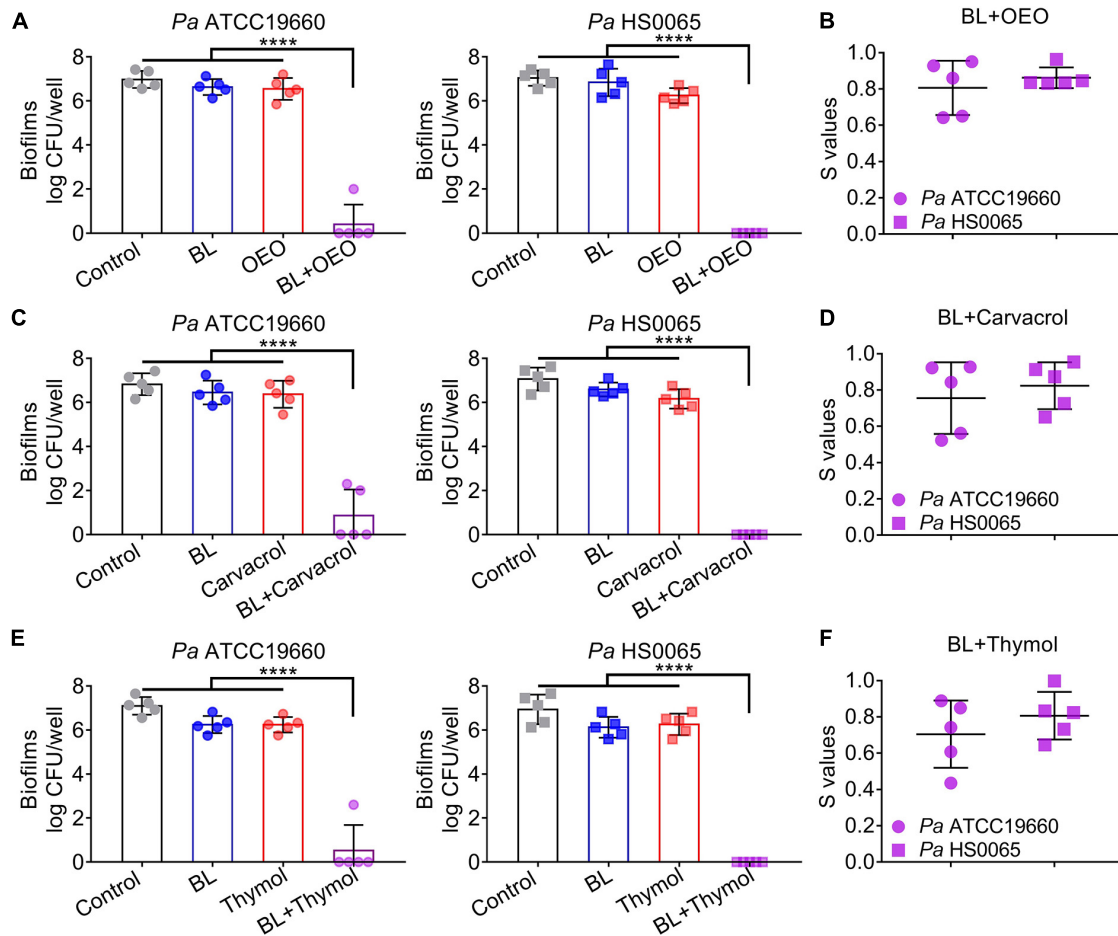 A
Pa ATCC19660
****
Biofilms
log CFU/well
8
6
4
2
0
Control
BL
OEO
BL+OEO
Pa HS0065
****
Biofilms
log CFU/well
8
6
4
2
0
Control
BL
OEO
BL+OEO
B
BL+OEO
S values
1.0
0.8
0.6
0.4
0.2
0.0
Pa ATCC19660
Pa HS0065
C
Pa ATCC19660
****
Biofilms
log CFU/well
8
6
4
2
0
Control
BL
Carvacrol
BL+Carvacrol
Pa HS0065
****
Biofilms
log CFU/well
8
6
4
2
0
Control
BL
Carvacrol
BL+Carvacrol
D
BL+Carvacrol
S values
1.0
0.8
0.6
0.4
0.2
0.0
Pa ATCC19660
Pa HS0065
E
Pa ATCC19660
****
Biofilms
log CFU/well
8
6
4
2
0
Control
BL
Thymol
BL+Thymol
Pa HS0065
****
Biofilms
log CFU/well
8
6
4
2
0
Control
BL
Thymol
BL+Thymol
F
BL+Thymol
S values
1.0
0.8
0.6
0.4
0.2
0.0
Pa ATCC19660
Pa HS0065